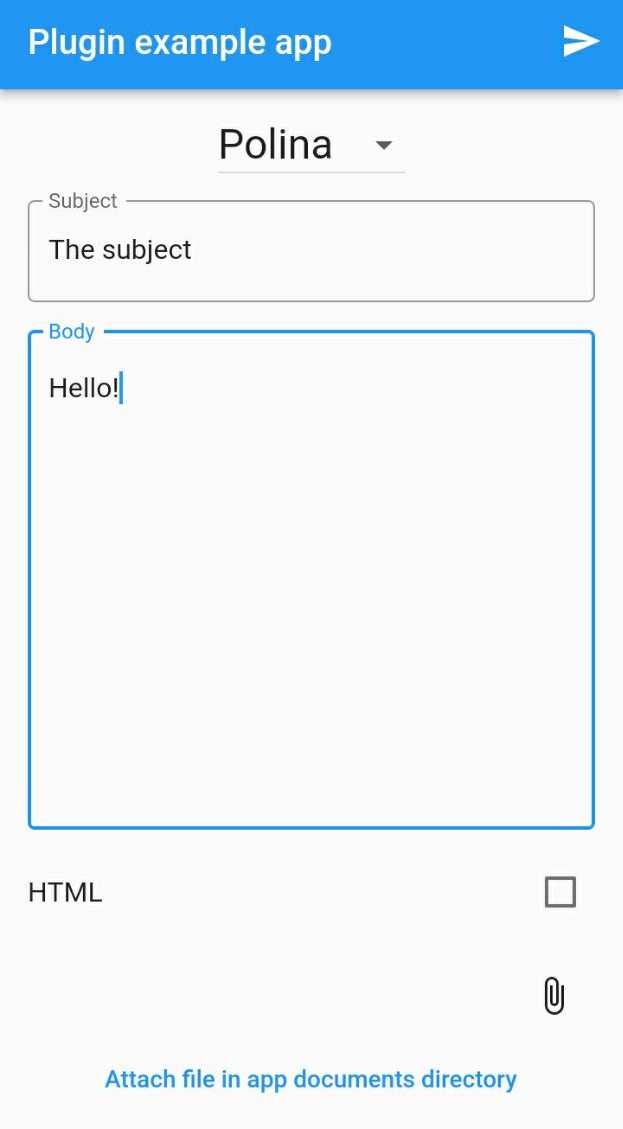 Plugin example app
Polina
Subject
The subject
Body
Hello!
HTML
Attach file in app documents directory